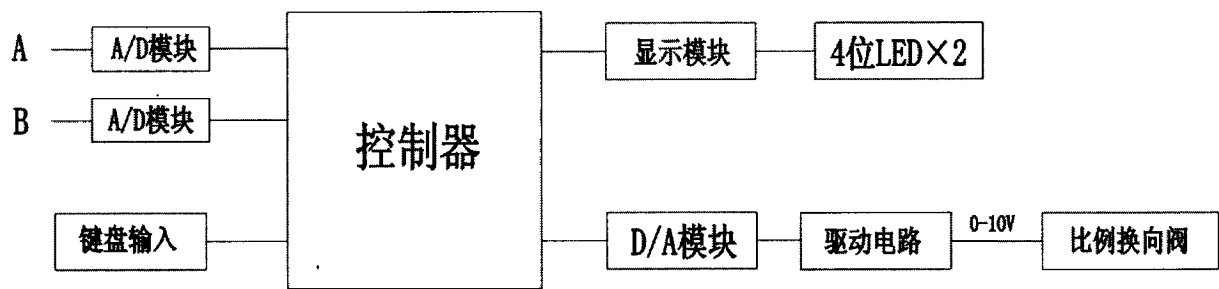 A
A/D模块
B
A/D模块
键盘输入
控制器
显示模块
4位LED×2
D/A模块
驱动电路
0-10V
比例换向阀